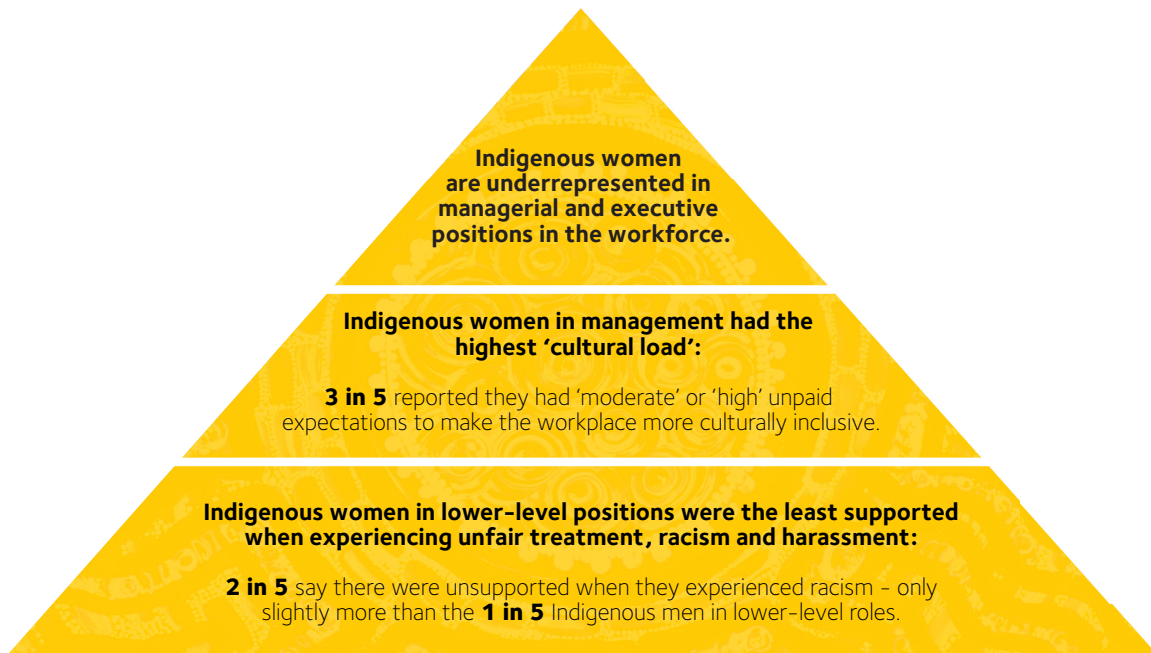 Indigenous women
are underrepresented in
managerial and executive
positions in the workforce.
Indigenous women in management had the
highest ‘cultural load’:
3 in 5 reported they had ‘moderate’ or ‘high’ unpaid
expectations to make the workplace more culturally inclusive.
Indigenous women in lower-level positions were the least supported
when experiencing unfair treatment, racism and harassment:
2 in 5 say there were unsupported when they experienced racism – only
slightly more than the 1 in 5 Indigenous men in lower-level roles.